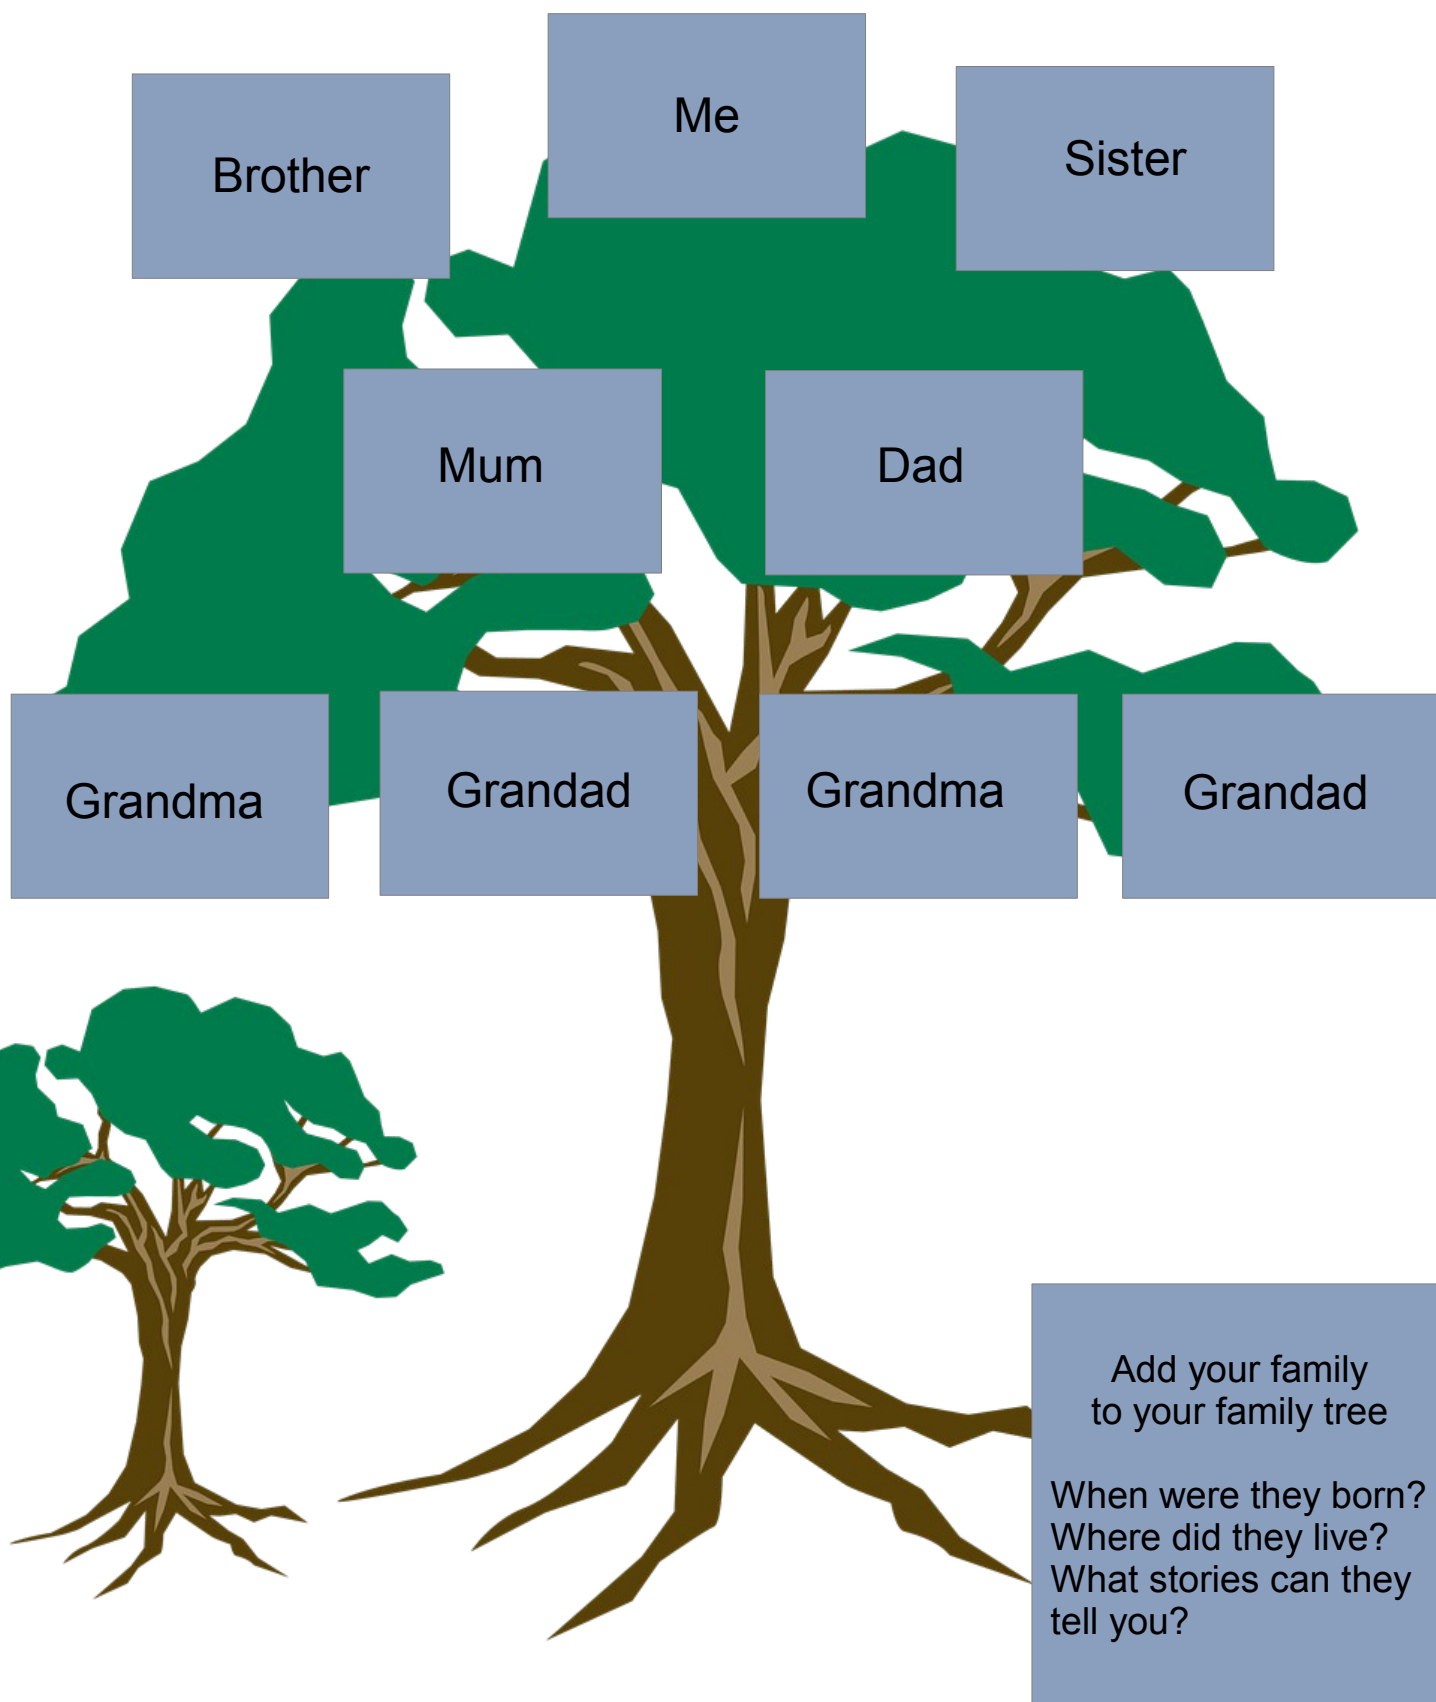 Me
Brother
Sister
Mum
Dad
Grandma
Grandad
Grandma
Grandad
Add your family
to your family tree
When were they born?
Where did they live?
What stories can they
tell you?